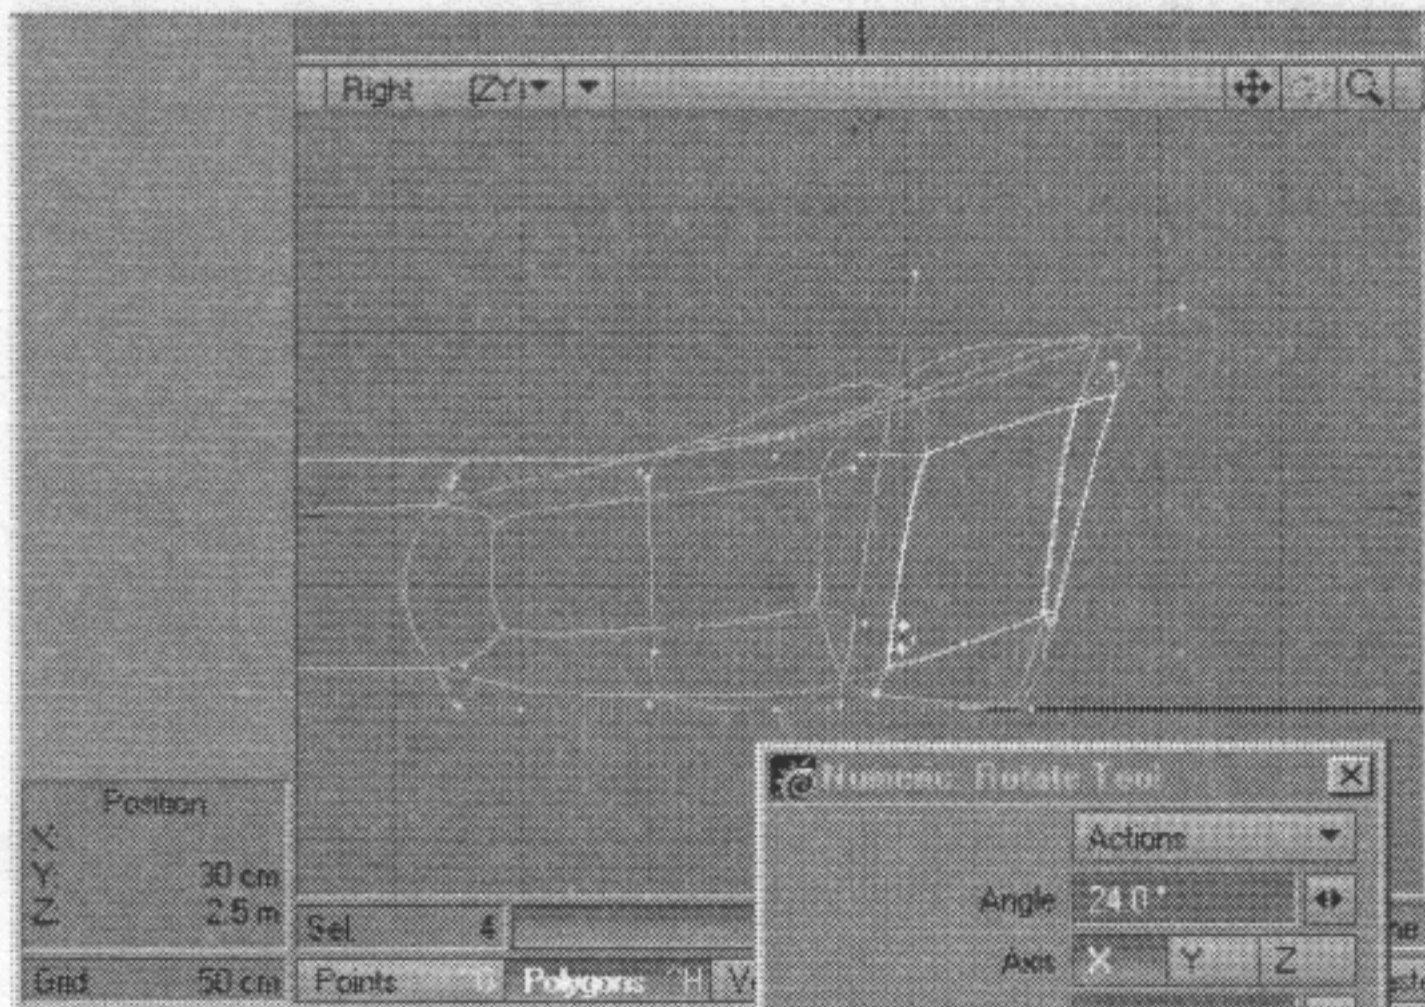 Right (ZY)
Position
X:
Y: 30 cm
Z: 2.5 m
Grid: 50 cm
Sel: 4
Points ^G Polygons ^H
Numeric: Rotate Tool
Actions
Angle 24.0°
Axis X Y Z